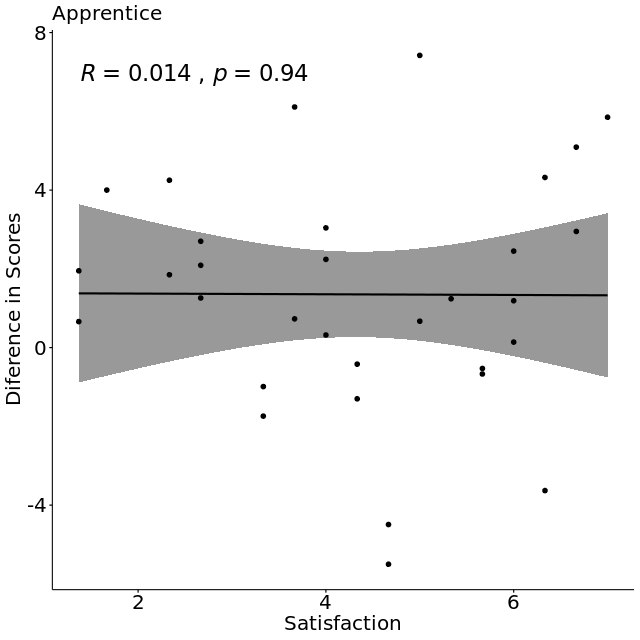 Apprentice
R = 0.014 , p = 0.94
8
4
0
-4
Diference in Scores
2 4 6
Satisfaction